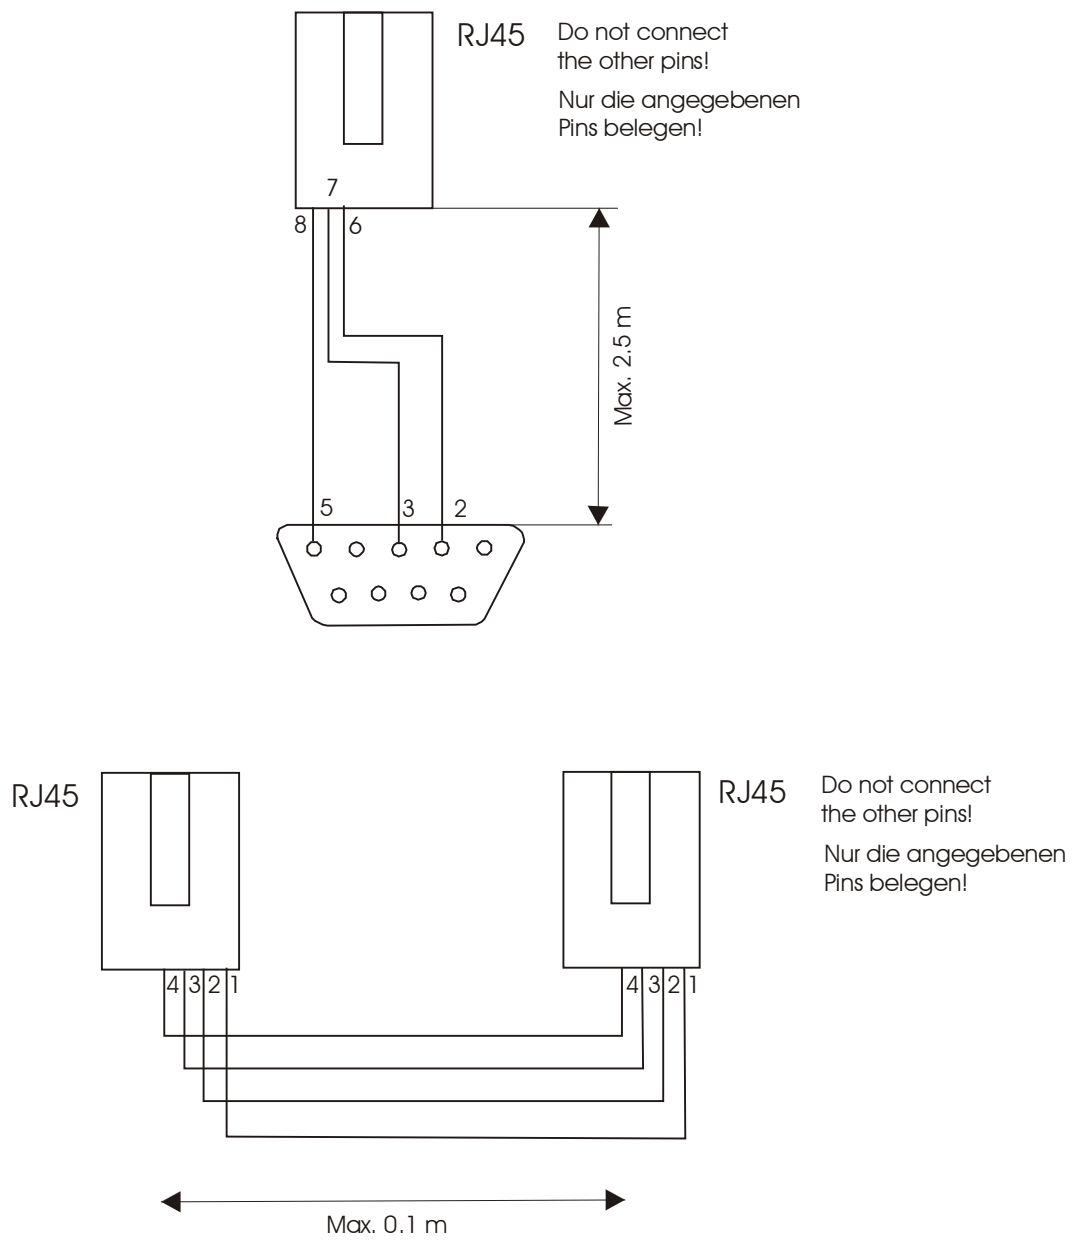 RJ45
Do not connect
the other pins!
Nur die angegebenen
Pins belegen!
7
8 6
Max. 2.5 m
5 3 2
RJ45
RJ45
Do not connect
the other pins!
Nur die angegebenen
Pins belegen!
4 3 2 1
4 3 2 1
Max. 0.1 m